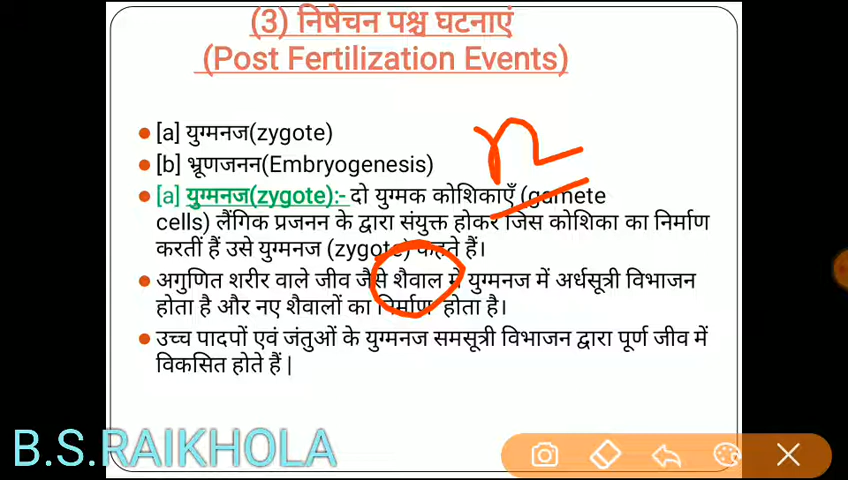 (3) निषेचन पश्च घटनाएं
(Post Fertilization Events)
[a] युग्मनज(zygote)
[b] भ्रूणजनन(Embryogenesis)
[a] युग्मनज(zygote):- दो युग्मक कोशिकाएँ (gamete
cells) लैंगिक प्रजनन के द्वारा संयुक्त होकर जिस कोशिका का निर्माण
करतीं हैं उसे युग्मनज (zygote) कहते हैं।
अगुणित शरीर वाले जीव जैसे शैवाल मे युग्मनज में अर्धसूत्री विभाजन
होता है और नए शैवालों का निर्माण होता है।
उच्च पादपों एवं जंतुओं के युग्मनज समसूत्री विभाजन द्वारा पूर्ण जीव में
विकसित होते हैं |
n
B.S.RAIKHOLA